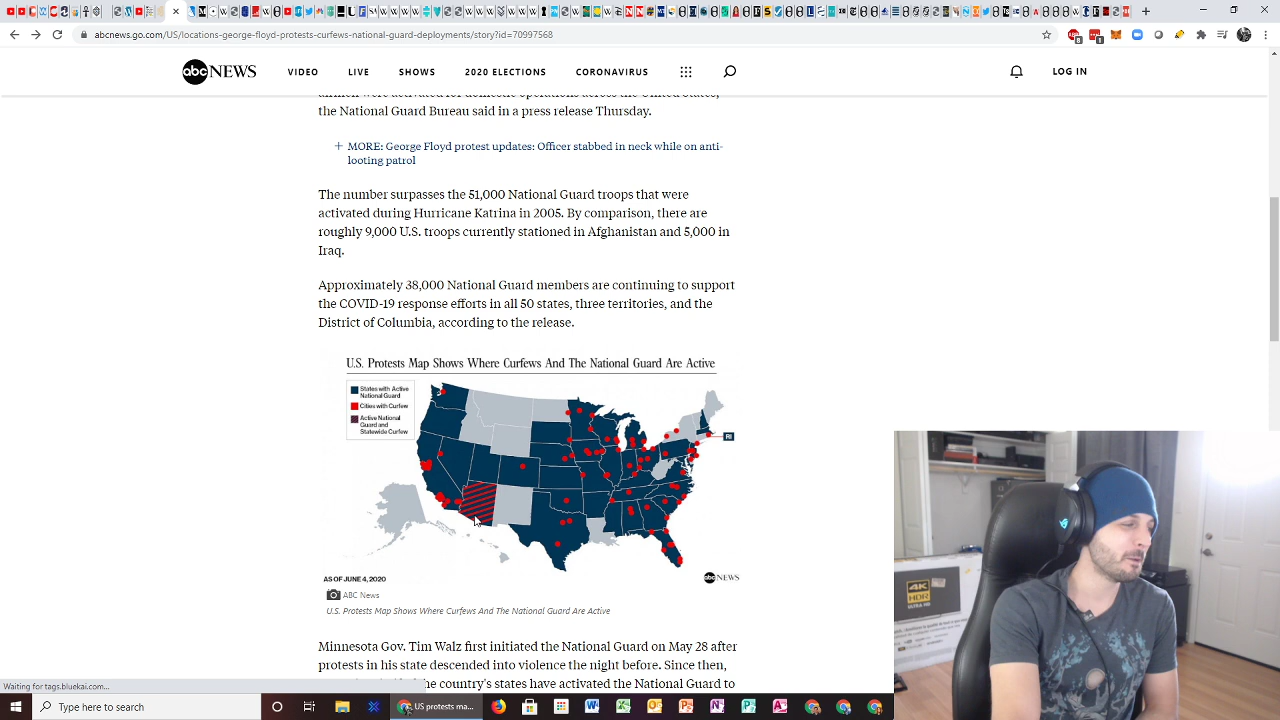 abcnews.go.com/US/locations-george-floyd-protests-curfews-national-guard-deployments/story?id=70997568
abc NEWS VIDEO LIVE SHOWS 2020 ELECTIONS CORONAVIRUS LOG IN
the National Guard Bureau said in a press release Thursday.
+ MORE: George Floyd protest updates: Officer stabbed in neck while on anti-
looting patrol
The number surpasses the 51,000 National Guard troops that were
activated during Hurricane Katrina in 2005. By comparison, there are
roughly 9,000 U.S. troops currently stationed in Afghanistan and 5,000 in
Iraq.
Approximately 38,000 National Guard members are continuing to support
the COVID-19 response efforts in all 50 states, three territories, and the
District of Columbia, according to the release.
U.S. Protests Map Shows Where Curfews And The National Guard Are Active
States with Active
National Guard
Cities with Curfew
Active National
Guard and
Statewide Curfew
RI
AS OF JUNE 4, 2020
abc NEWS
ABC News
U.S. Protests Map Shows Where Curfews And The National Guard Are Active
Minnesota Gov. Tim Walz first initiated the National Guard on May 28 after
protests in his state descended into violence the night before. Since then,
the country's states have activated the National Guard to
Waiting for tags.bluekai.com...
Type here to search
US protests ma...
4K
HDR
ULTRA HD